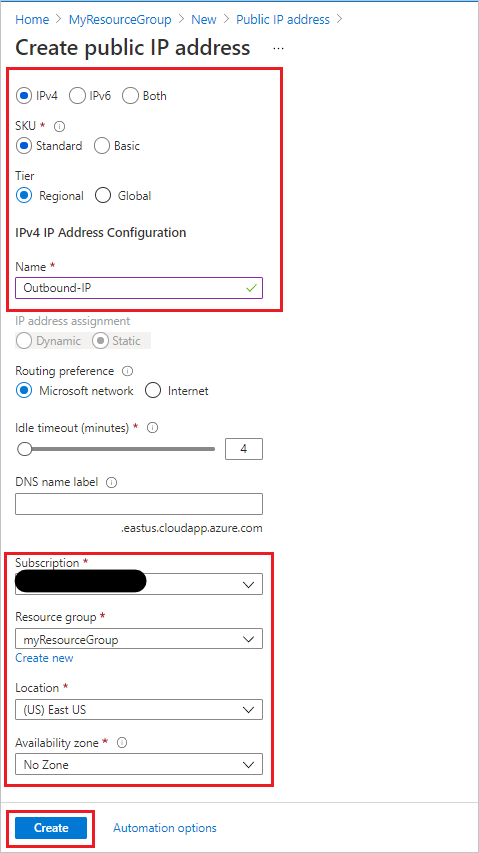 Home > MyResourceGroup > New > Public IP address >
Create public IP address ...
IPv4 IPv6 Both
SKU *
Standard Basic
Tier
Regional Global
IPv4 IP Address Configuration
Name *
Outbound-IP
IP address assignment
Dynamic Static
Routing preference
Microsoft network Internet
Idle timeout (minutes) *
4
DNS name label
.eastus.cloudapp.azure.com
Subscription *
Resource group *
myResourceGroup
Create new
Location *
(US) East US
Availability zone *
No Zone
Create Automation options